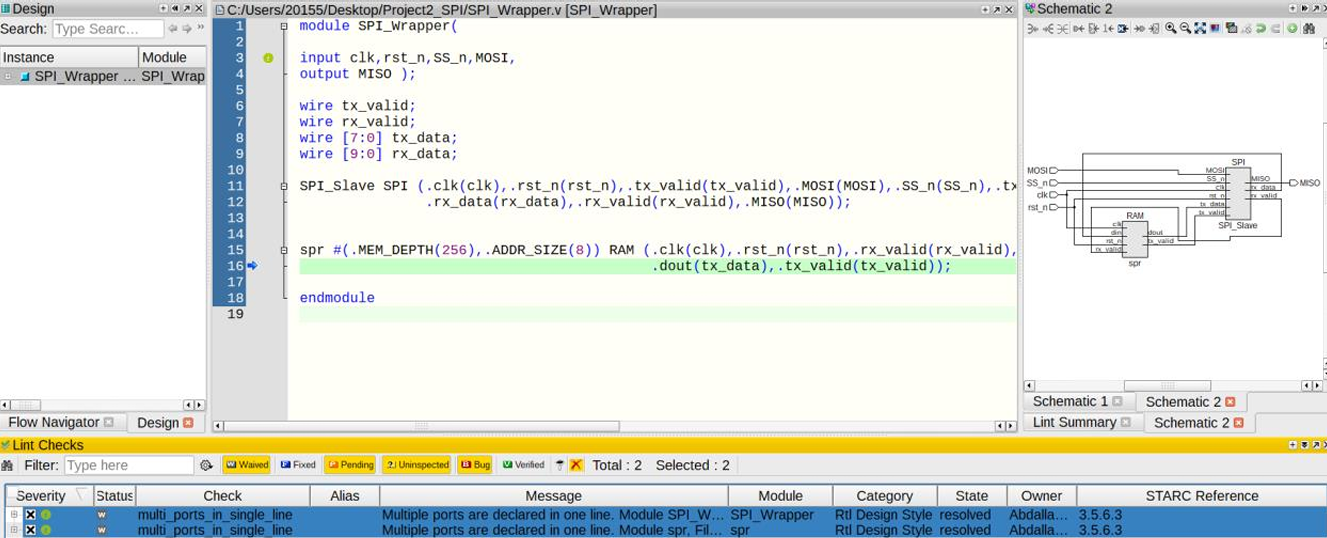 Design
Search: Type Searc...
Instance Module
SPI_Wrapper ... SPI_Wrap
Flow Navigator
Design
C:/Users/20155/Desktop/Project2_SPI/SPI_Wrapper.v [SPI_Wrapper]
1 module SPI_Wrapper(
2
3 input clk,rst_n,SS_n,MOSI,
4 output MISO );
5
6 wire tx_valid;
7 wire rx_valid;
8 wire [7:0] tx_data;
9 wire [9:0] rx_data;
10
11 SPI_Slave SPI (.clk(clk),.rst_n(rst_n),.tx_valid(tx_valid),.MOSI(MOSI),.SS_n(SS_n),.tx
12 .rx_data(rx_data),.rx_valid(rx_valid),.MISO(MISO));
13
14
15 spr #(.MEM_DEPTH(256),.ADDR_SIZE(8)) RAM (.clk(clk),.rst_n(rst_n),.rx_valid(rx_valid),
16 .dout(tx_data),.tx_valid(tx_valid));
17
18 endmodule
19
Schematic 2
SPI
MOSI MOSI
SS_n SS_n MISO MISO
clk clk rx_data
rst_n rst_n rx_valid
tx_data
tx_valid
SPI_Slave
RAM
clk
din dout
rst_n tx_valid
rx_valid
spr
Schematic 1 Schematic 2
Lint Summary Schematic 2
Lint Checks
Filter: Type here Waived Fixed Pending Uninspected Bug Verified Total : 2 Selected : 2
Severity Status Check Alias Message Module Category State Owner STARC Reference
W multi_ports_in_single_line Multiple ports are declared in one line. Module SPI_W... SPI_Wrapper Rtl Design Style resolved Abdalla... 3.5.6.3
W multi_ports_in_single_line Multiple ports are declared in one line. Module spr, Fil... spr Rtl Design Style resolved Abdalla... 3.5.6.3